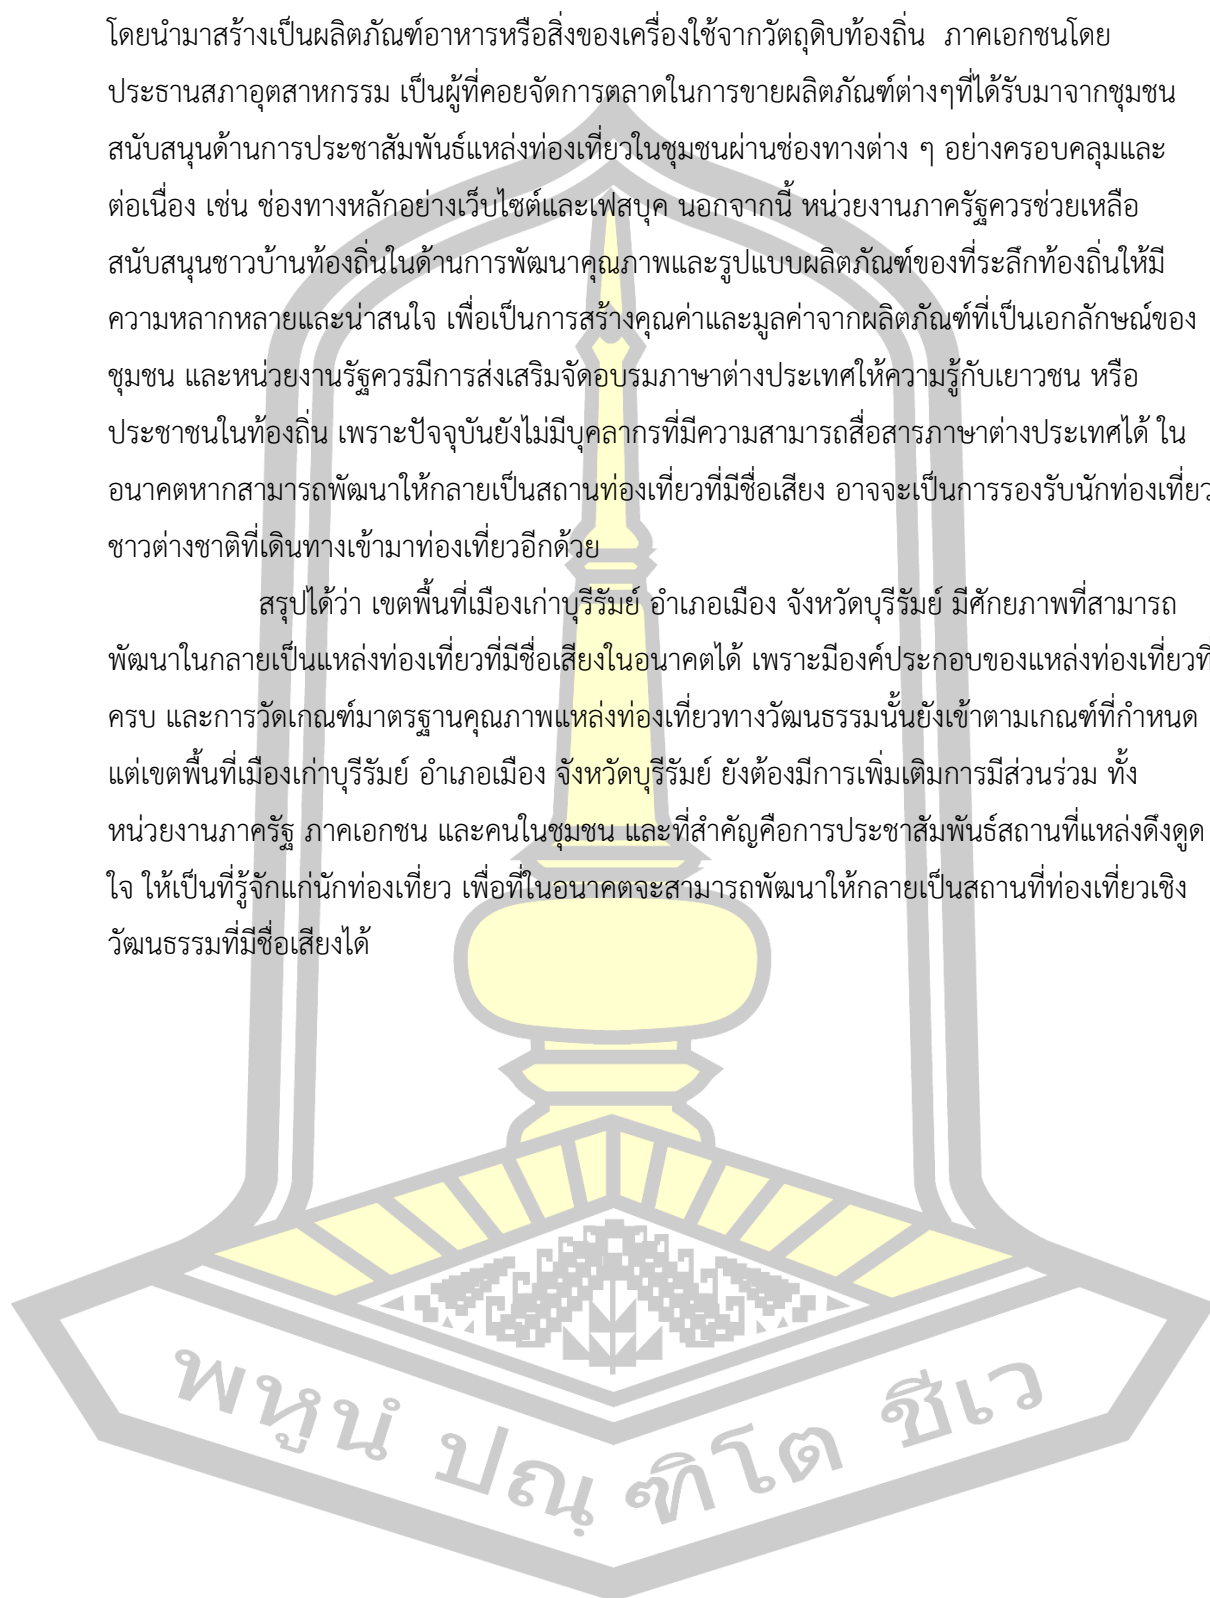 โดยนำมาสร้างเป็นผลิตภัณฑ์อาหารหรือสิ่งของเครื่องใช้จากวัตถุดิบท้องถิ่น ภาคเอกชนโดย
ประธานสภาอุตสาหกรรม เป็นผู้ที่คอยจัดการตลาดในการขายผลิตภัณฑ์ต่างๆที่ได้รับมาจากชุมชน
สนับสนุนด้านการประชาสัมพันธ์แหล่งท่องเที่ยวในชุมชนผ่านช่องทางต่าง ๆ อย่างครอบคลุมและ
ต่อเนื่อง เช่น ช่องทางหลักอย่างเว็บไซต์และเฟสบุค นอกจากนี้ หน่วยงานภาครัฐควรช่วยเหลือ
สนับสนุนชาวบ้านท้องถิ่นในด้านการพัฒนาคุณภาพและรูปแบบผลิตภัณฑ์ของที่ระลึกท้องถิ่นให้มี
ความหลากหลายและน่าสนใจ เพื่อเป็นการสร้างคุณค่าและมูลค่าจากผลิตภัณฑ์ที่เป็นเอกลักษณ์ของ
ชุมชน และหน่วยงานรัฐควรมีการส่งเสริมจัดอบรมภาษาต่างประเทศให้ความรู้กับเยาวชน หรือ
ประชาชนในท้องถิ่น เพราะปัจจุบันยังไม่มีบุคลากรที่มีความสามารถสื่อสารภาษาต่างประเทศได้ ใน
อนาคตหากสามารถพัฒนาให้กลายเป็นสถานท่องเที่ยวที่มีชื่อเสียง อาจจะเป็นการรองรับนักท่องเที่ยว
ชาวต่างชาติที่เดินทางเข้ามาท่องเที่ยวอีกด้วย
สรุปได้ว่า เขตพื้นที่เมืองเก่าบุรีรัมย์ อำเภอเมือง จังหวัดบุรีรัมย์ มีศักยภาพที่สามารถ
พัฒนาในกลายเป็นแหล่งท่องเที่ยวที่มีชื่อเสียงในอนาคตได้ เพราะมีองค์ประกอบของแหล่งท่องเที่ยวที่
ครบ และการวัดเกณฑ์มาตรฐานคุณภาพแหล่งท่องเที่ยวทางวัฒนธรรมนั้นยังเข้าตามเกณฑ์ที่กำหนด
แต่เขตพื้นที่เมืองเก่าบุรีรัมย์ อำเภอเมือง จังหวัดบุรีรัมย์ ยังต้องมีการเพิ่มเติมการมีส่วนร่วม ทั้ง
หน่วยงานภาครัฐ ภาคเอกชน และคนในชุมชน และที่สำคัญคือการประชาสัมพันธ์สถานที่แหล่งดึงดูด
ใจ ให้เป็นที่รู้จักแก่นักท่องเที่ยว เพื่อที่ในอนาคตจะสามารถพัฒนาให้กลายเป็นสถานที่ท่องเที่ยวเชิง
วัฒนธรรมที่มีชื่อเสียงได้
พหูนํ ปณฺฑิโต ชีเว